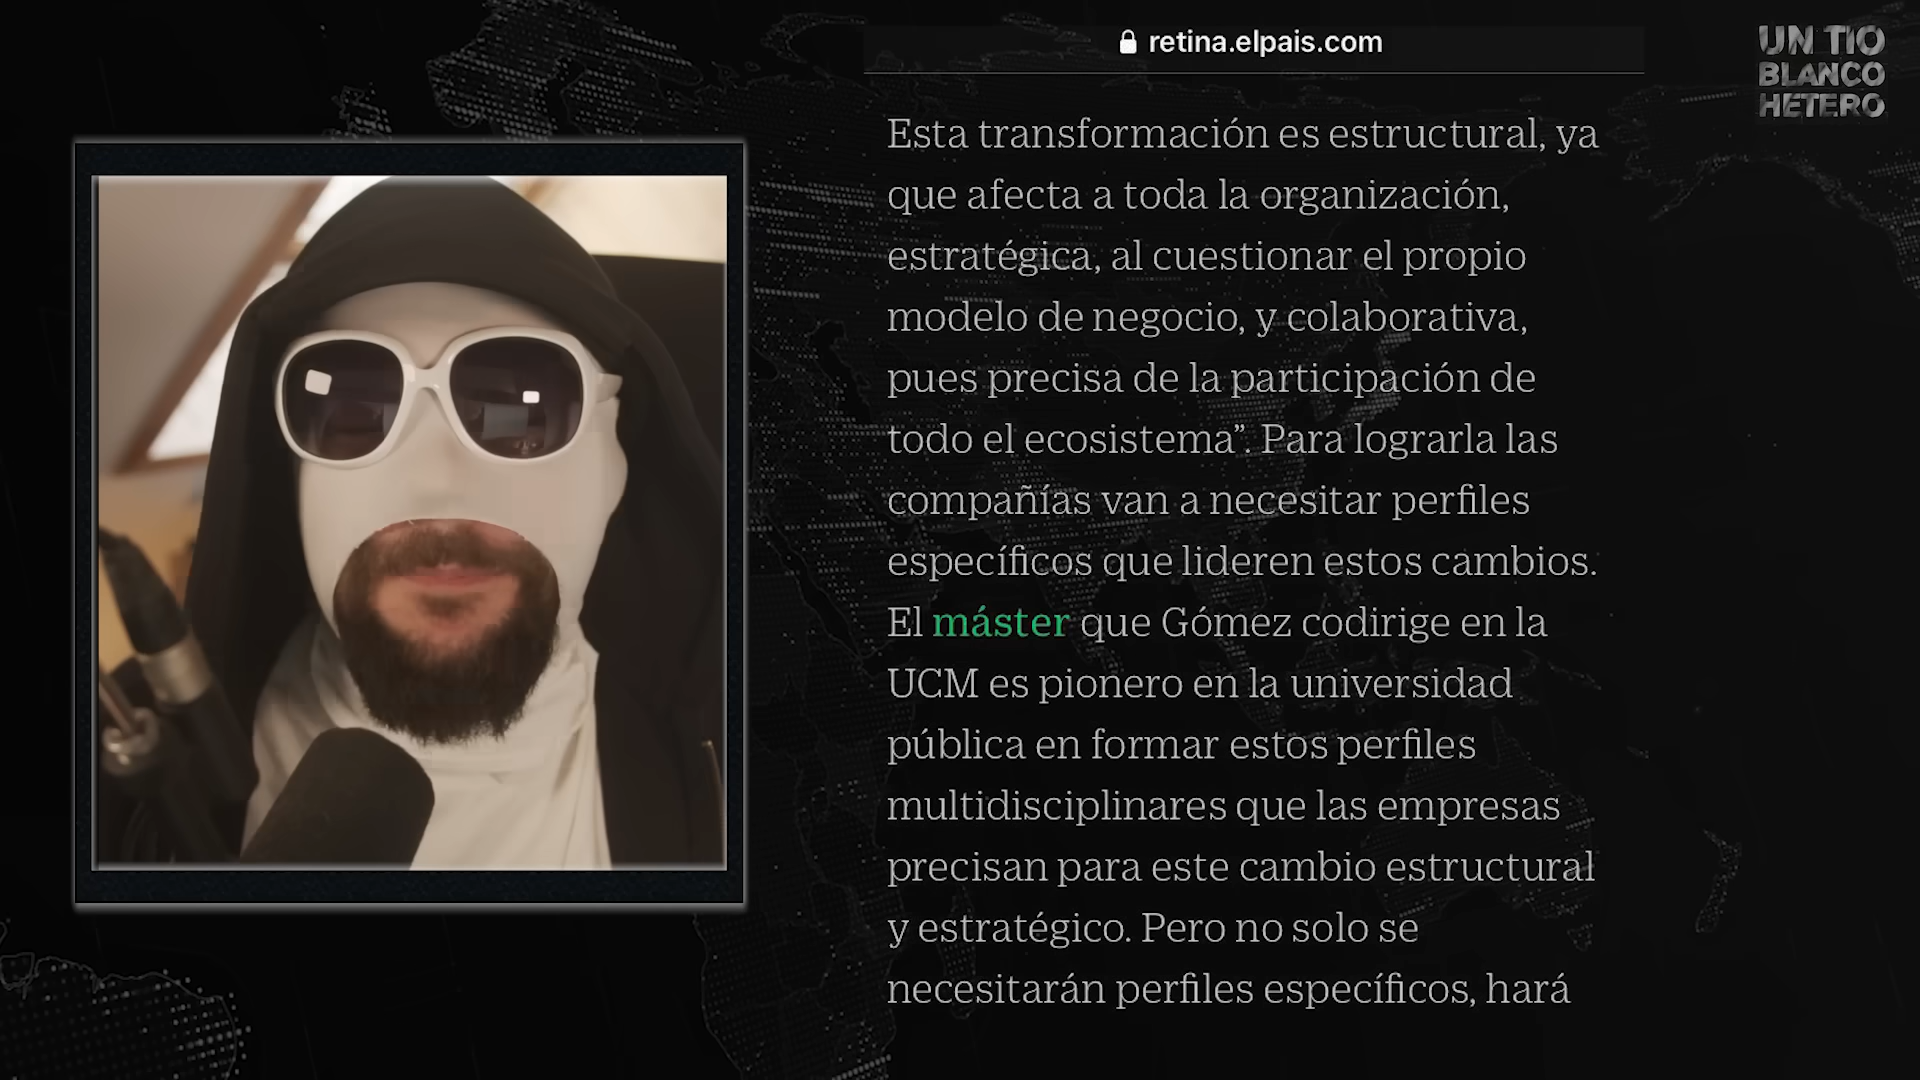 retina.elpais.com
UN TIO
BLANCO
HETERO
Esta transformación es estructural, ya
que afecta a toda la organización,
estratégica, al cuestionar el propio
modelo de negocio, y colaborativa,
pues precisa de la participación de
todo el ecosistema”. Para lograrla las
compañías van a necesitar perfiles
específicos que lideren estos cambios.
El máster que Gómez codirige en la
UCM es pionero en la universidad
pública en formar estos perfiles
multidisciplinares que las empresas
precisan para este cambio estructural
y estratégico. Pero no solo se
necesitarán perfiles específicos, hará